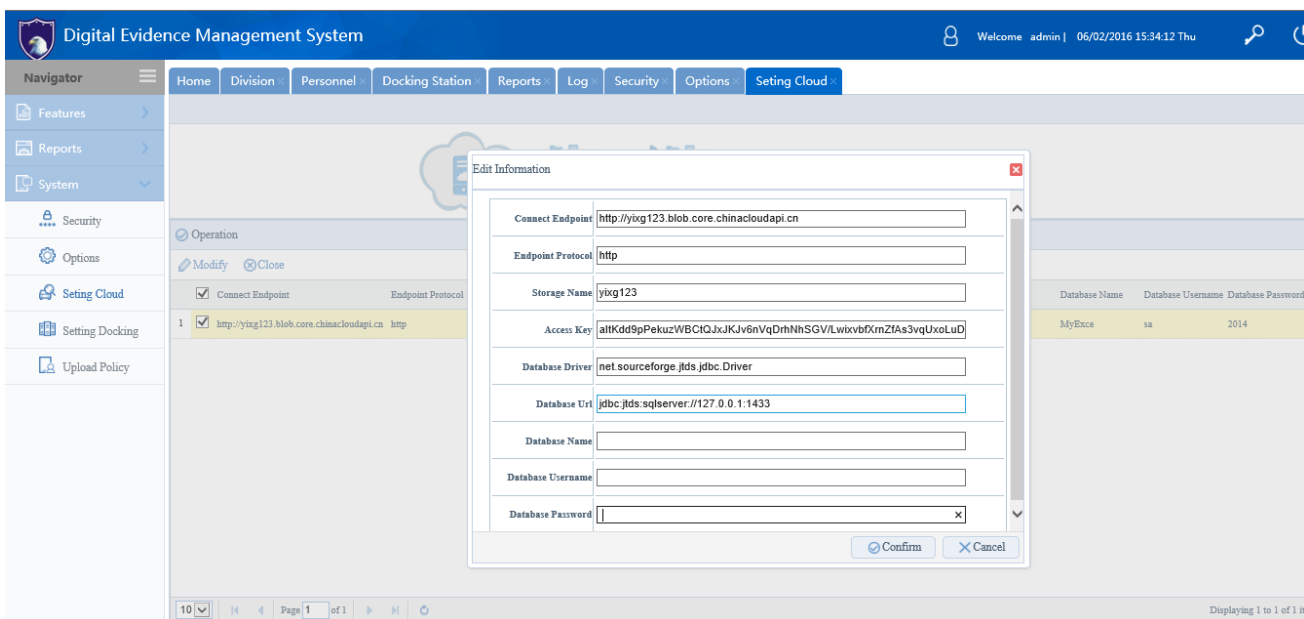 Digital Evidence Management System
Welcome admin | 06/02/2016 15:34:12 Thu
Navigator
Home Division Personnel Docking Station Reports Log Security Options Seting Cloud
Features
Reports
System
Security
Options
Seting Cloud
Setting Docking
Upload Policy
Operation
Modify Close
Connect Endpoint Endpoint Protocol Database Name Database Username Database Password
1 http://yixg123.blob.core.chinacloudapi.cn http MyExce sa 2014
Edit Information
Connect Endpoint http://yixg123.blob.core.chinacloudapi.cn
Endpoint Protocol http
Storage Name yixg123
Access Key altKdd9pPekuzWBCtQJxJKJv6nVqDrhNhSGV/LwixvbfXrnZfAs3vqUxoLuD
Database Driver net.sourceforge.jtds.jdbc.Driver
Database Url jdbc:jtds:sqlserver://127.0.0.1:1433
Database Name
Database Username
Database Password
Confirm Cancel
10 Page 1 of 1
Displaying 1 to 1 of 1